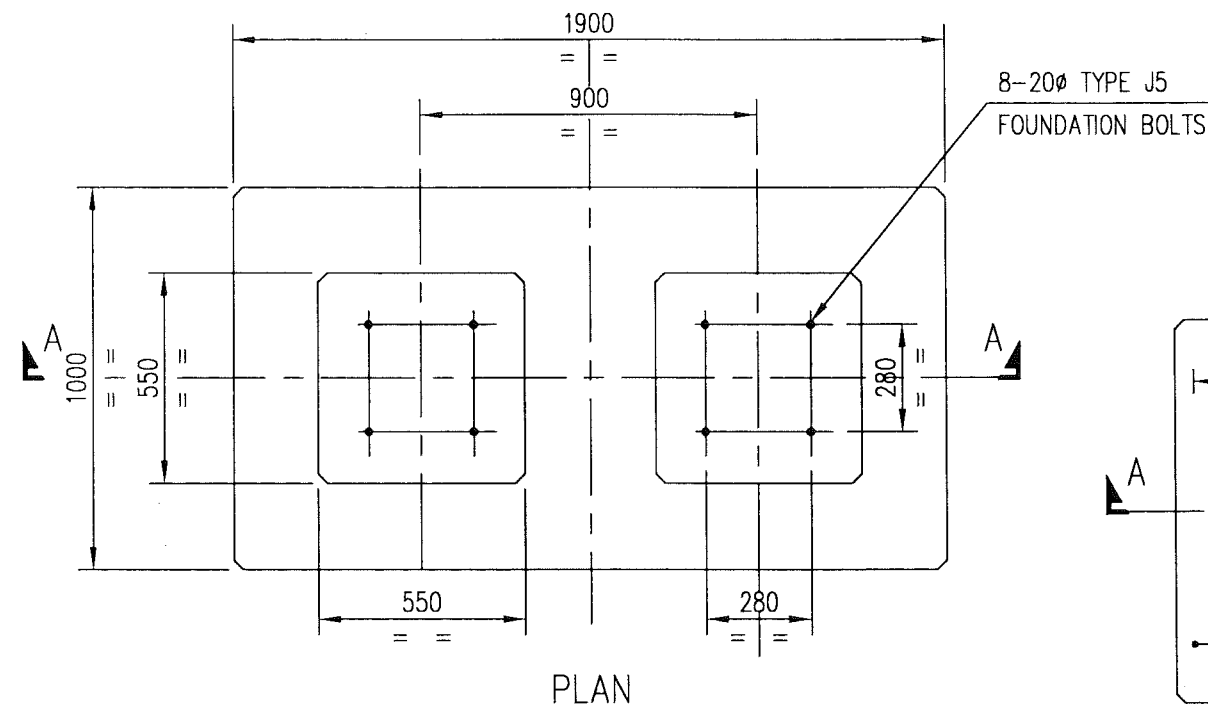 1900
= =
900
= =
8-20ø TYPE J5
FOUNDATION BOLTS
A
1000
= =
550
= =
280
= =
A
A
550
= =
280
= =
PLAN